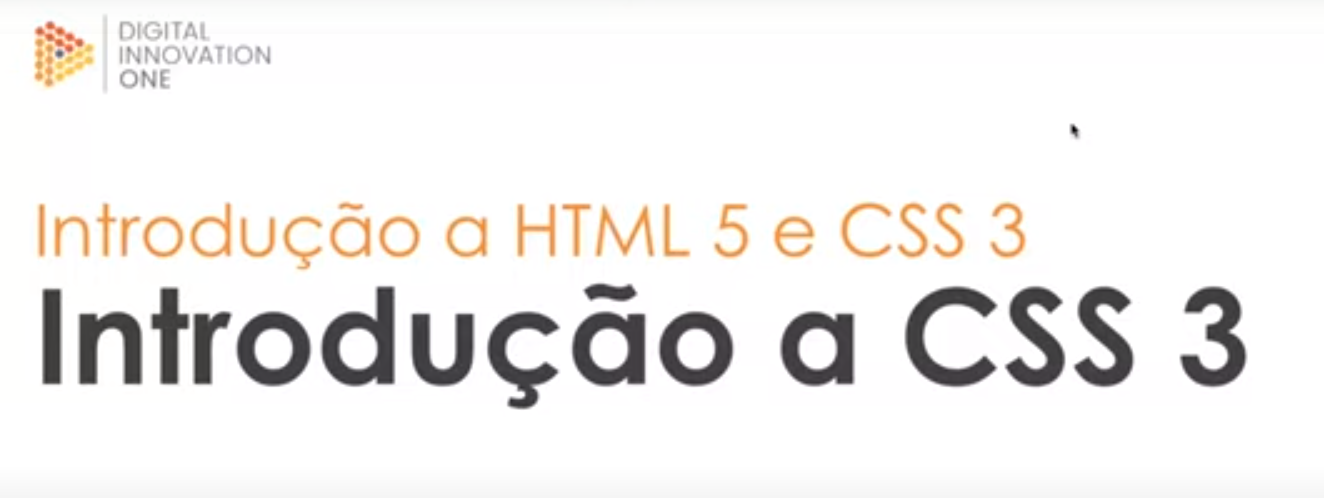 DIGITAL
INNOVATION
ONE
Introdução a HTML 5 e CSS 3
Introdução a CSS 3